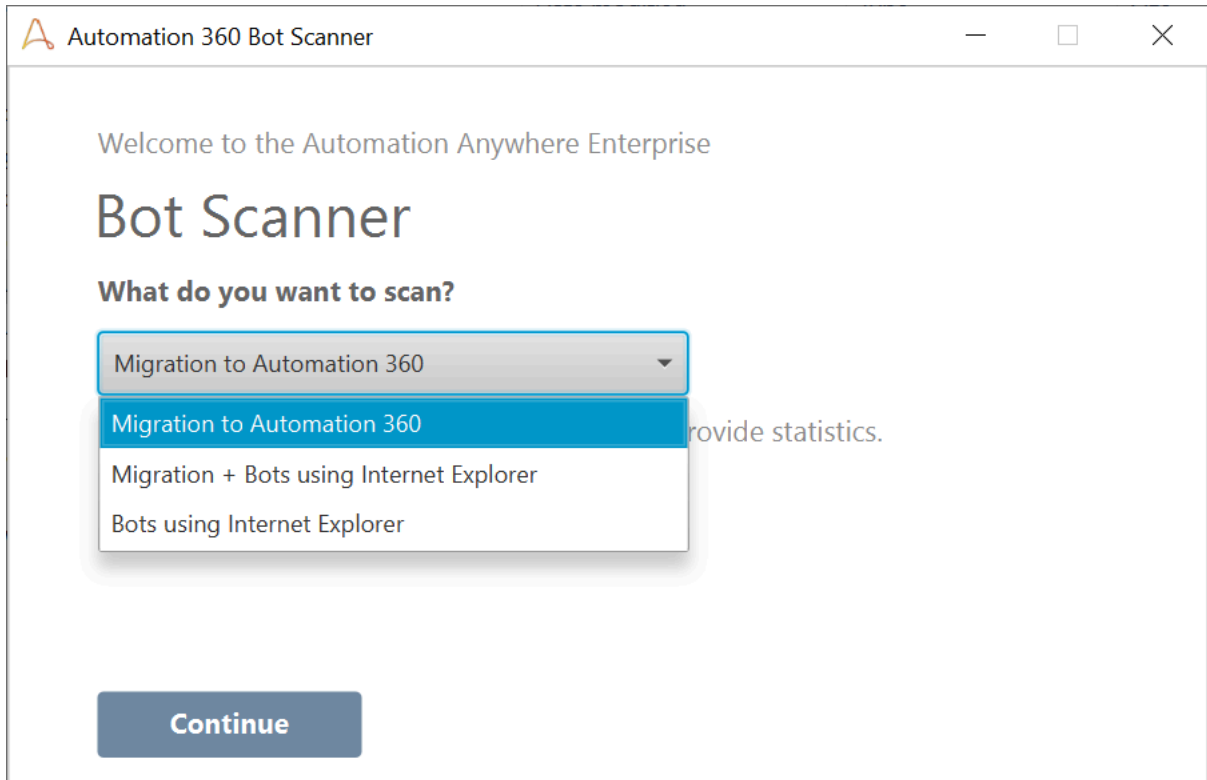 Automation 360 Bot Scanner
Welcome to the Automation Anywhere Enterprise
Bot Scanner
What do you want to scan?
Migration to Automation 360
Migration to Automation 360
rovide statistics.
Migration + Bots using Internet Explorer
Bots using Internet Explorer
Continue